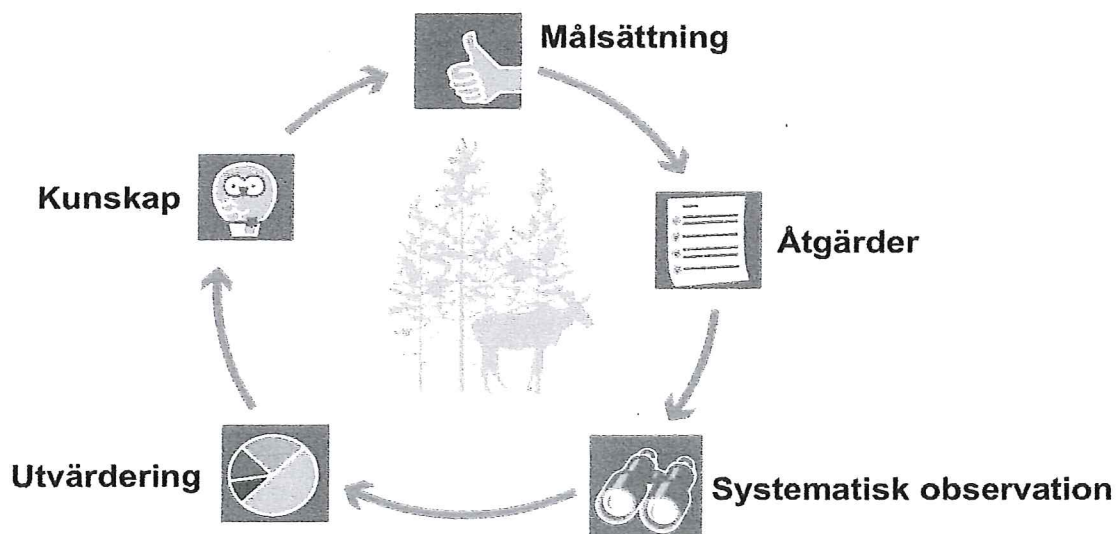 Målsättning
Kunskap
Åtgärder
Utvärdering
Systematisk observation